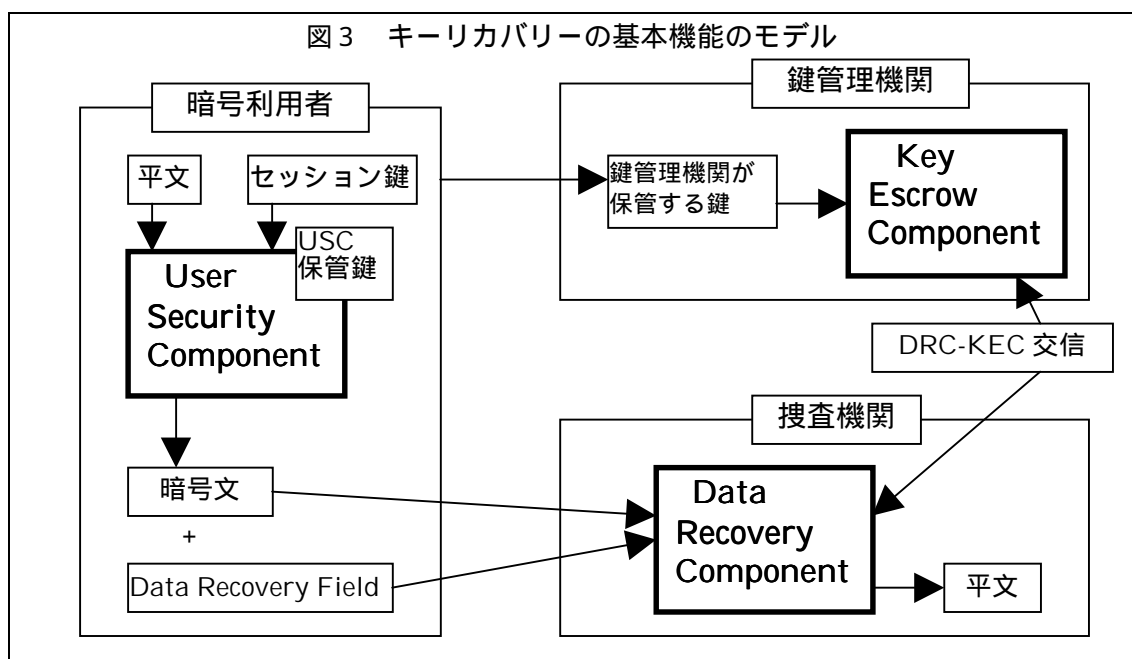 図3 キーリカバリーの基本機能のモデル
暗号利用者
平文
セッション鍵
USC
保管鍵
User
Security
Component
暗号文
+
Data Recovery Field
鍵管理機関
鍵管理機関が
保管する鍵
Key
Escrow
Component
DRC-KEC 交信
捜査機関
Data
Recovery
Component
平文